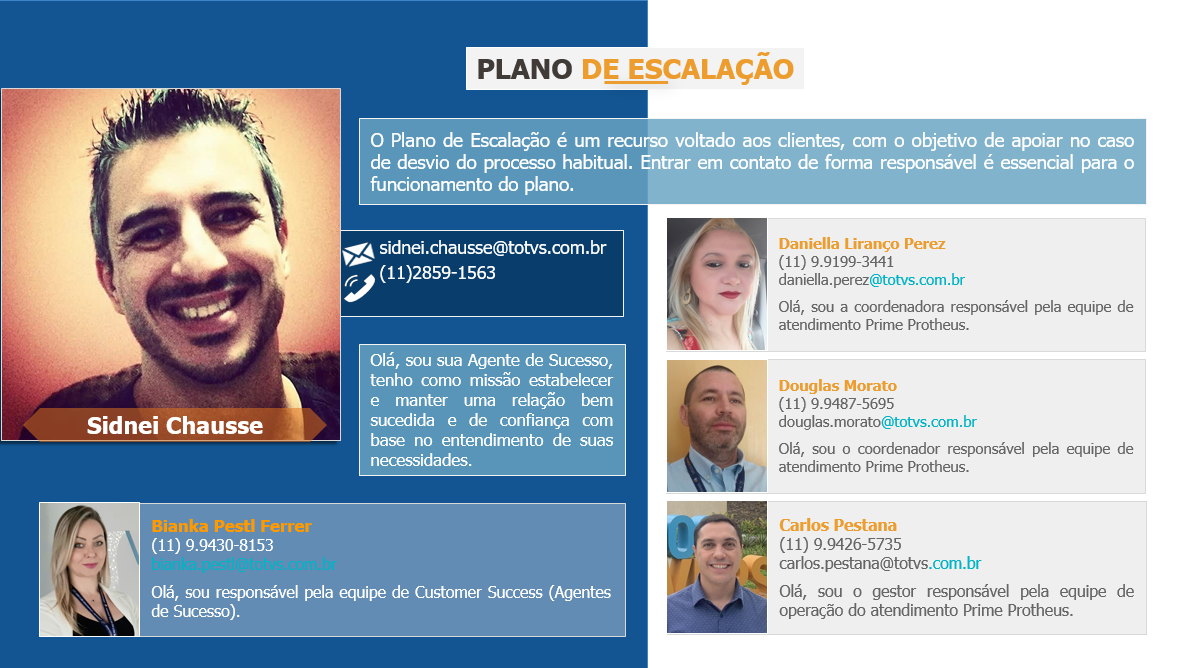 PLANO DE ESCALAÇÃO
O Plano de Escalação é um recurso voltado aos clientes, com o objetivo de apoiar no caso
de desvio do processo habitual. Entrar em contato de forma responsável é essencial para o
funcionamento do plano.
sidnei.chausse@totvs.com.br
(11)2859-1563
Olá, sou sua Agente de Sucesso,
tenho como missão estabelecer
e manter uma relação bem
sucedida e de confiança com
base no entendimento de suas
necessidades.
Sidnei Chausse
Bianka Pestl Ferrer
(11) 9.9430-8153
bianka.pestl@totvs.com.br
Olá, sou responsável pela equipe de Customer Success (Agentes
de Sucesso).
Daniella Liranço Perez
(11) 9.9199-3441
daniella.perez@totvs.com.br
Olá, sou a coordenadora responsável pela equipe de
atendimento Prime Protheus.
Douglas Morato
(11) 9.9487-5695
douglas.morato@totvs.com.br
Olá, sou o coordenador responsável pela equipe de
atendimento Prime Protheus.
Carlos Pestana
(11) 9.9426-5735
carlos.pestana@totvs.com.br
Olá, sou o gestor responsável pela equipe de
operação do atendimento Prime Protheus.